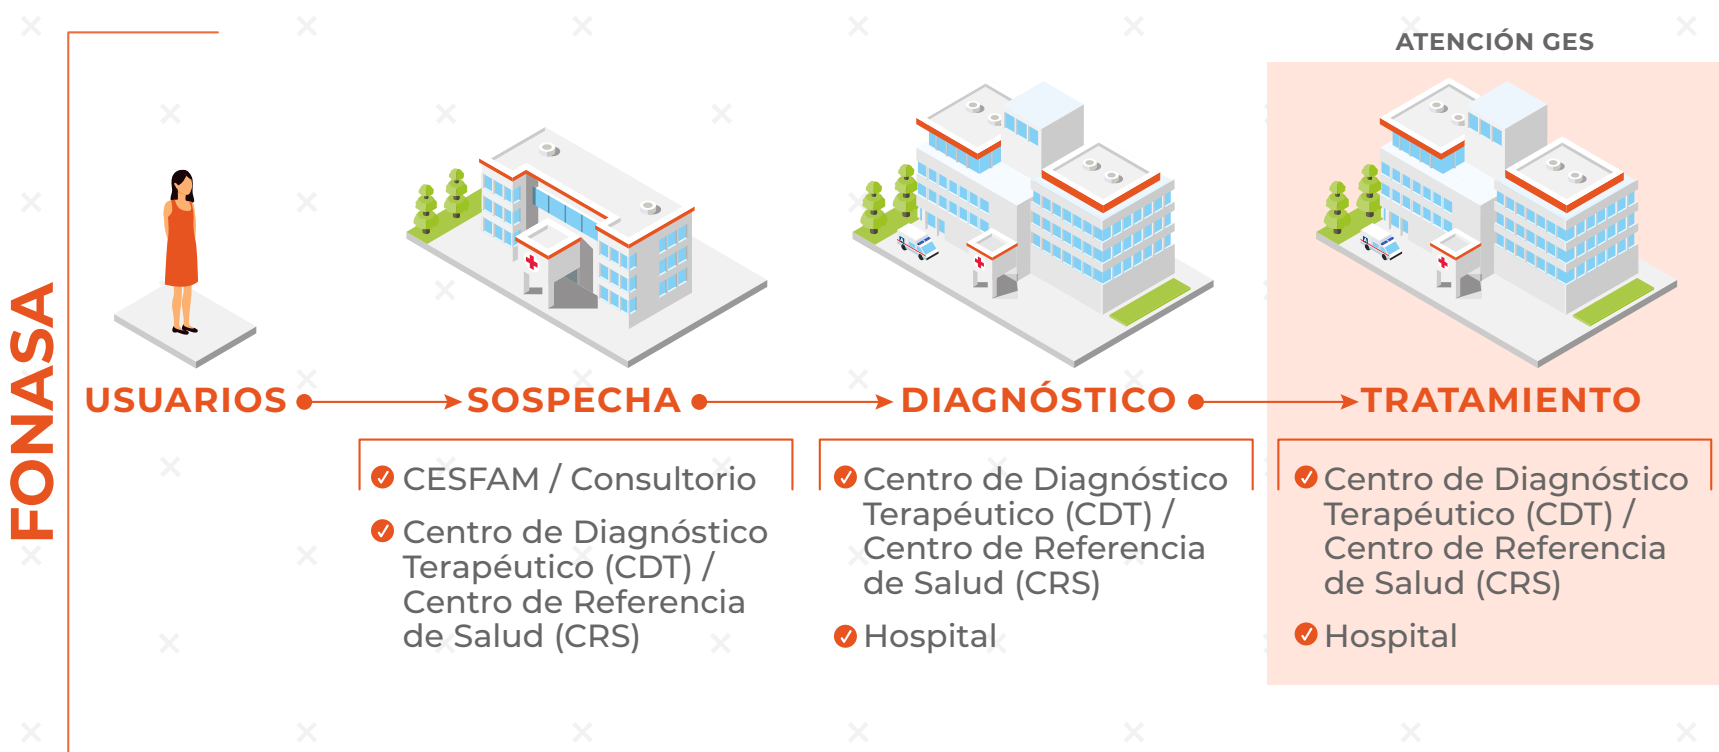 ATENCIÓN GES
FONASA
USUARIOS
SOSPECHA
DIAGNÓSTICO
TRATAMIENTO
CESFAM / Consultorio
Centro de Diagnóstico
Terapéutico (CDT) /
Centro de Referencia
de Salud (CRS)
Centro de Diagnóstico
Terapéutico (CDT) /
Centro de Referencia
de Salud (CRS)
Hospital
Centro de Diagnóstico
Terapéutico (CDT) /
Centro de Referencia
de Salud (CRS)
Hospital